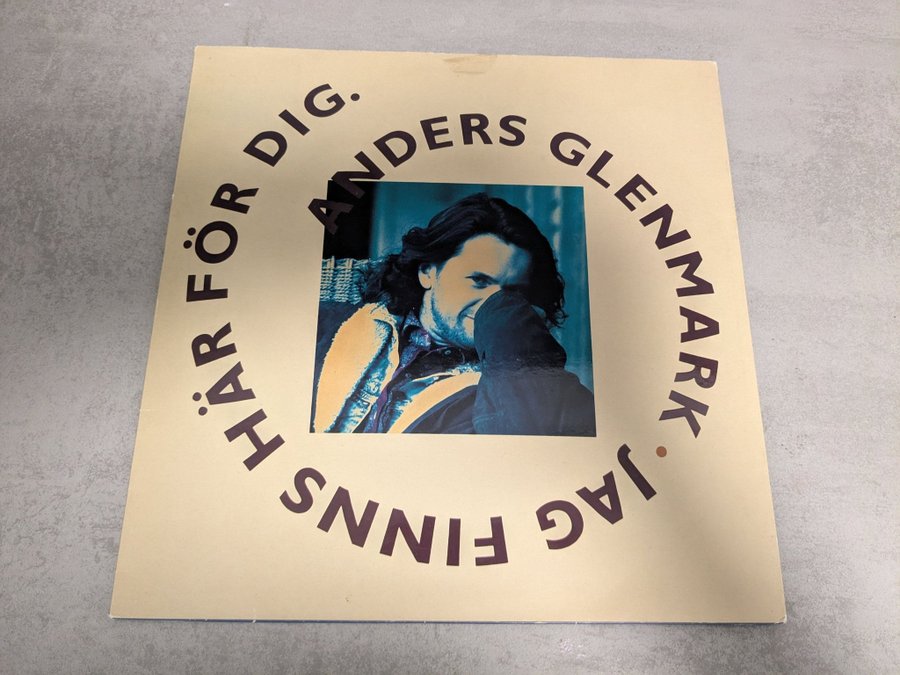 ANDERS GLENMARK · JAG FINNS HÄR FÖR DIG.